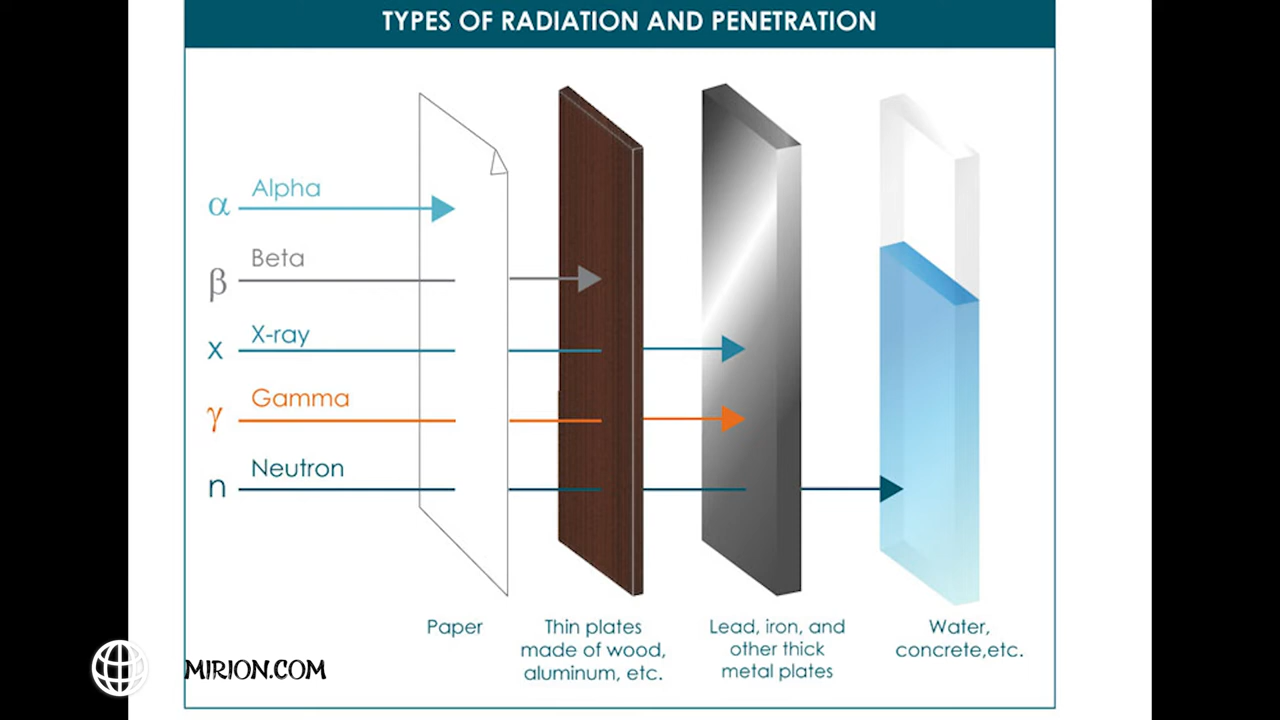 TYPES OF RADIATION AND PENETRATION
α Alpha
β Beta
x X-ray
γ Gamma
n Neutron
Paper
Thin plates
made of wood,
aluminum, etc.
Lead, iron, and
other thick
metal plates
Water,
concrete,etc.
MIRION.COM